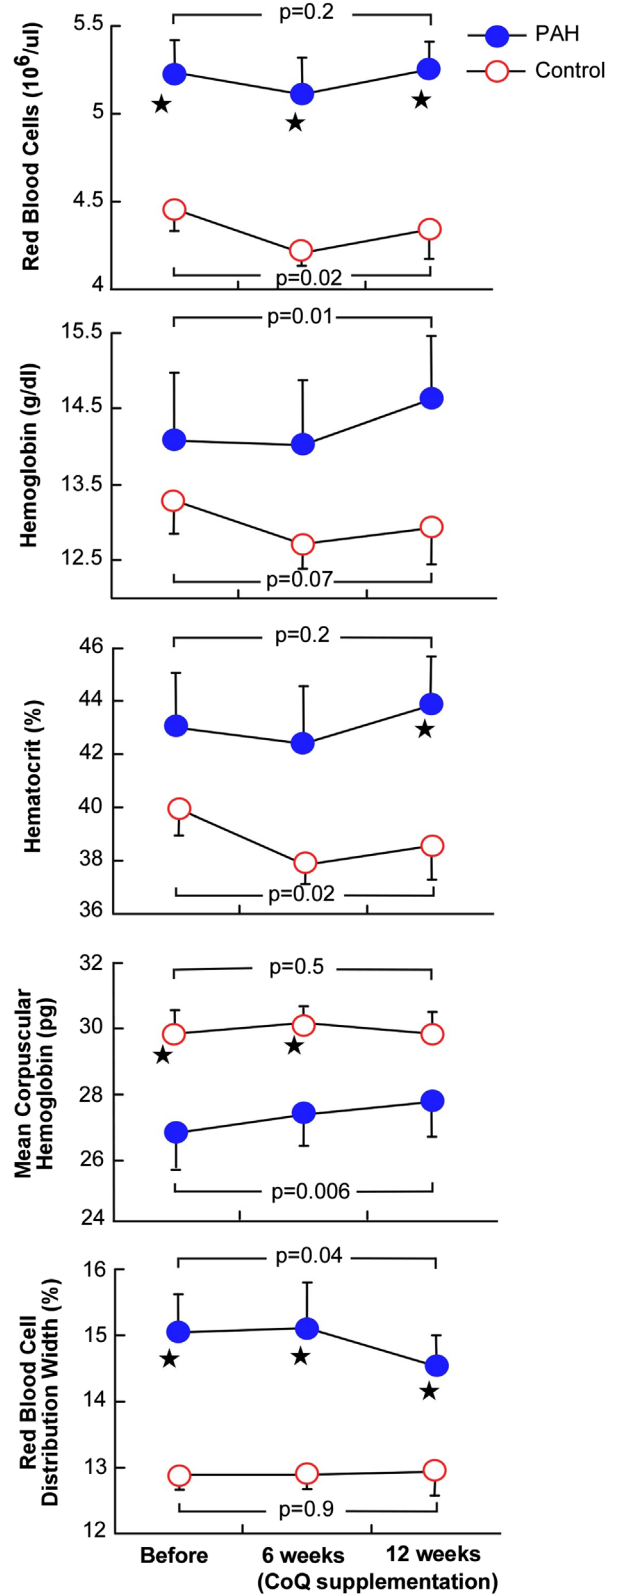 p=0.2
PAH
Control
Red Blood Cells (10⁶/ul)
5.5
5
4.5
4
p=0.02
p=0.01
Hemoglobin (g/dl)
15.5
14.5
13.5
12.5
p=0.07
p=0.2
Hematocrit (%)
46
44
42
40
38
36
p=0.02
p=0.5
Mean Corpuscular
Hemoglobin (pg)
32
30
28
26
24
p=0.006
p=0.04
Red Blood Cell
Distribution Width (%)
16
15
14
13
12
p=0.9
Before
6 weeks
12 weeks
(CoQ supplementation)